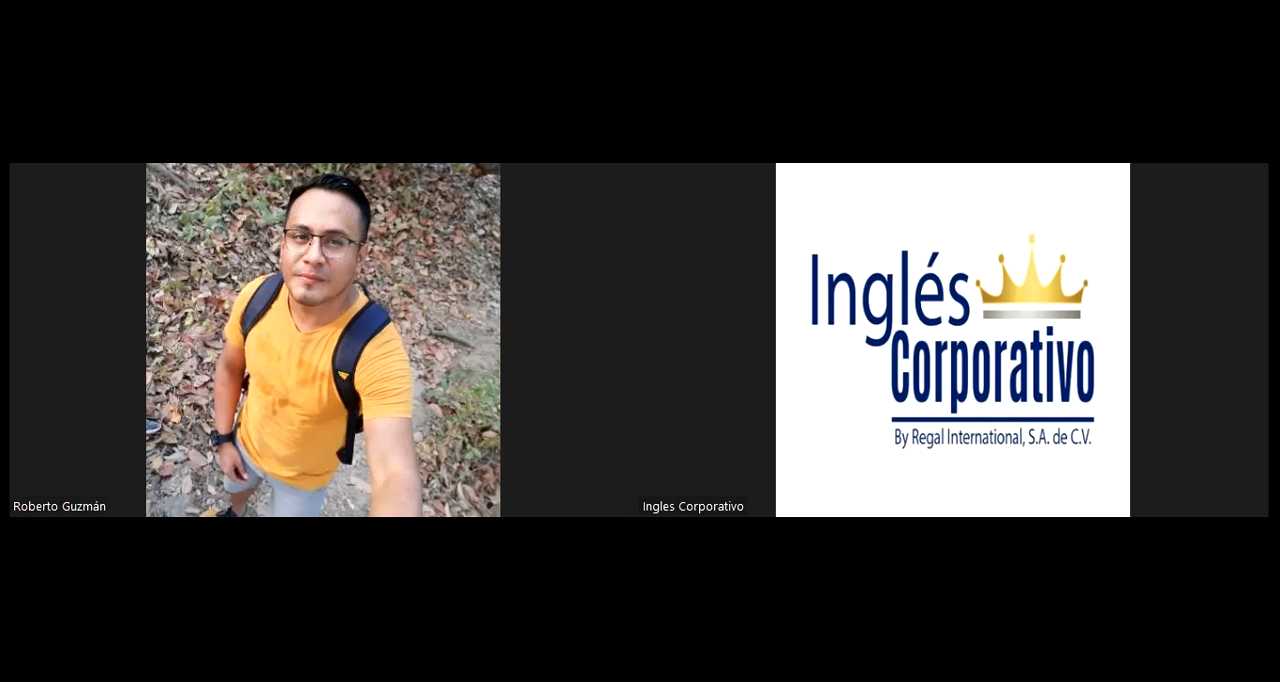 Inglés
Corporativo
By Regal International, S.A. de C.V.
Roberto Guzmán
Ingles Corporativo